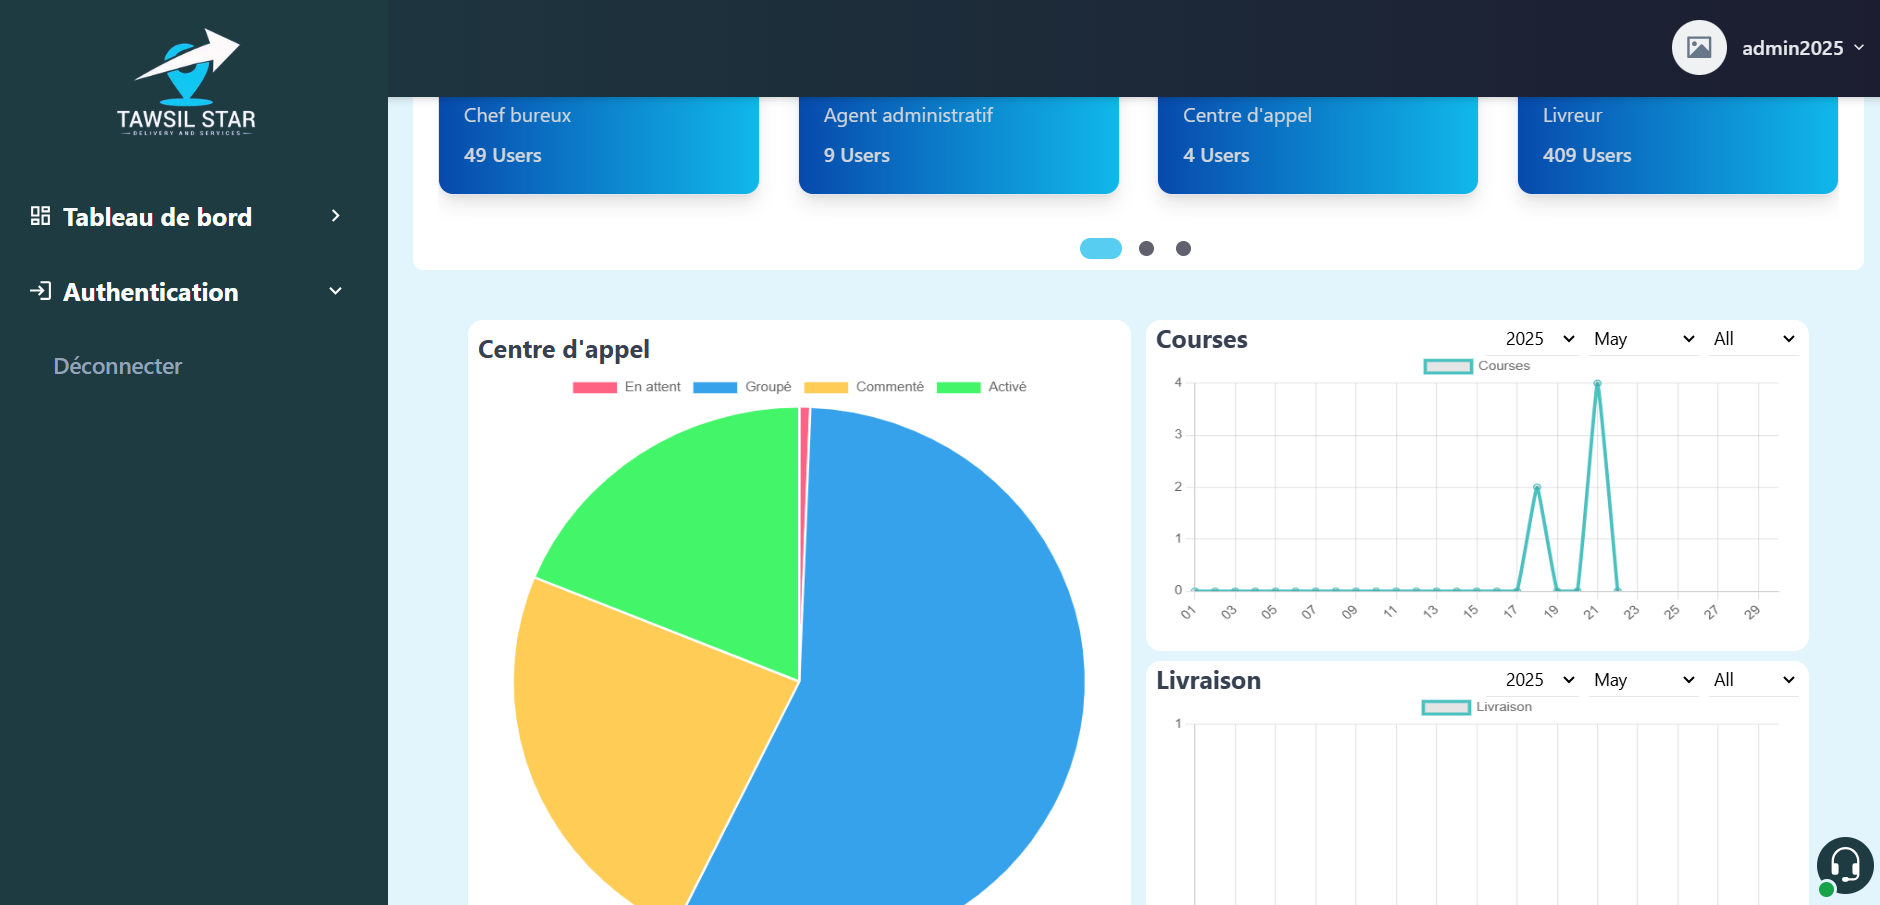 TAWSIL STAR
DELIVERY AND SERVICES
Tableau de bord
Authentication
Déconnecter
admin2025
Chef bureux
49 Users
Agent administratif
9 Users
Centre d'appel
4 Users
Livreur
409 Users
Centre d'appel
En attent Groupé Commenté Activé
Courses 2025 May All
Courses
4
3
2
1
0
01 03 05 07 09 11 13 15 17 19 21 23 25 27 29
Livraison 2025 May All
Livraison
1